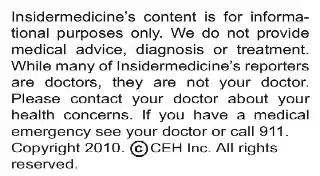 Insidermedicine's content is for informa-
tional purposes only. We do not provide
medical advice, diagnosis or treatment.
While many of Insidermedicine's reporters
are doctors, they are not your doctor.
Please contact your doctor about your
health concerns. If you have a medical
emergency see your doctor or call 911.
Copyright 2010. ©CEH Inc. All rights
reserved.